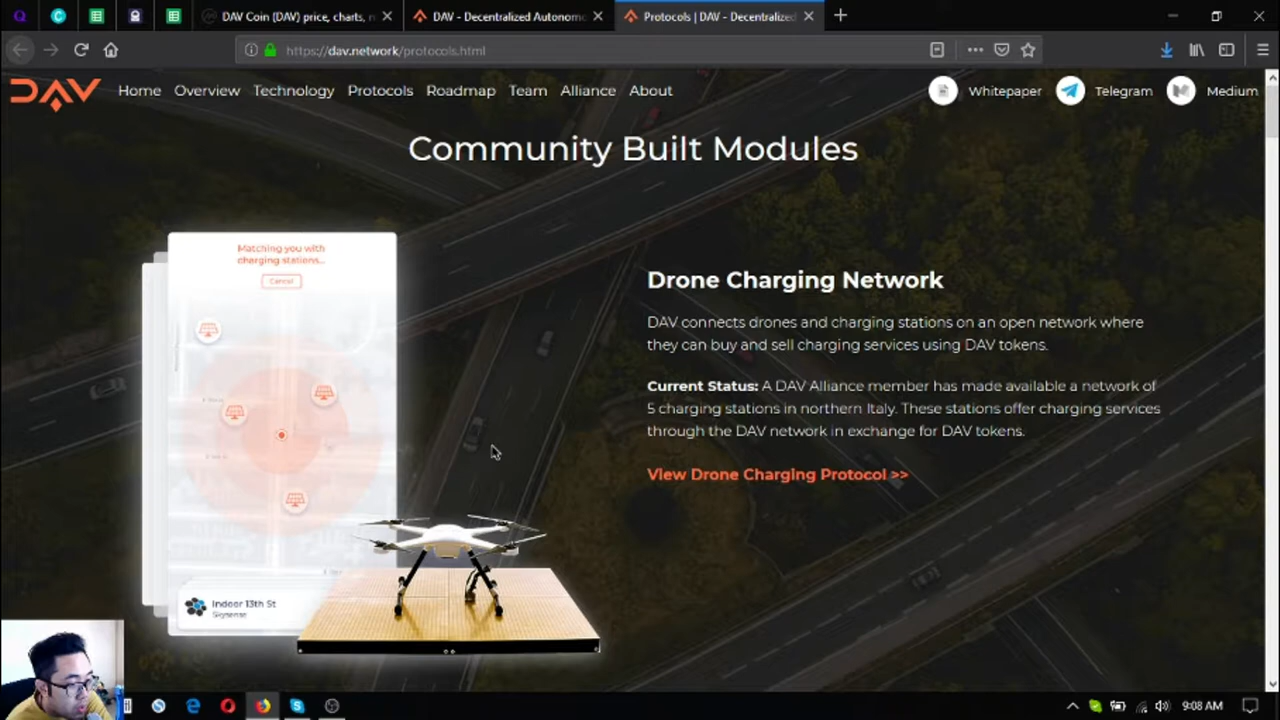 DAV Coin (DAV) price, charts,
DAV - Decentralized Autonomo
Protocols | DAV - Decentralized
https://dav.network/protocols.html
DAV
Home Overview Technology Protocols Roadmap Team Alliance About
Whitepaper Telegram Medium
Community Built Modules
Matching you with
charging stations...
Cancel
Drone Charging Network
DAV connects drones and charging stations on an open network where
they can buy and sell charging services using DAV tokens.
Current Status: A DAV Alliance member has made available a network of
5 charging stations in northern Italy. These stations offer charging services
through the DAV network in exchange for DAV tokens.
View Drone Charging Protocol >>
Indoor 13th St
Skysense
9:08 AM